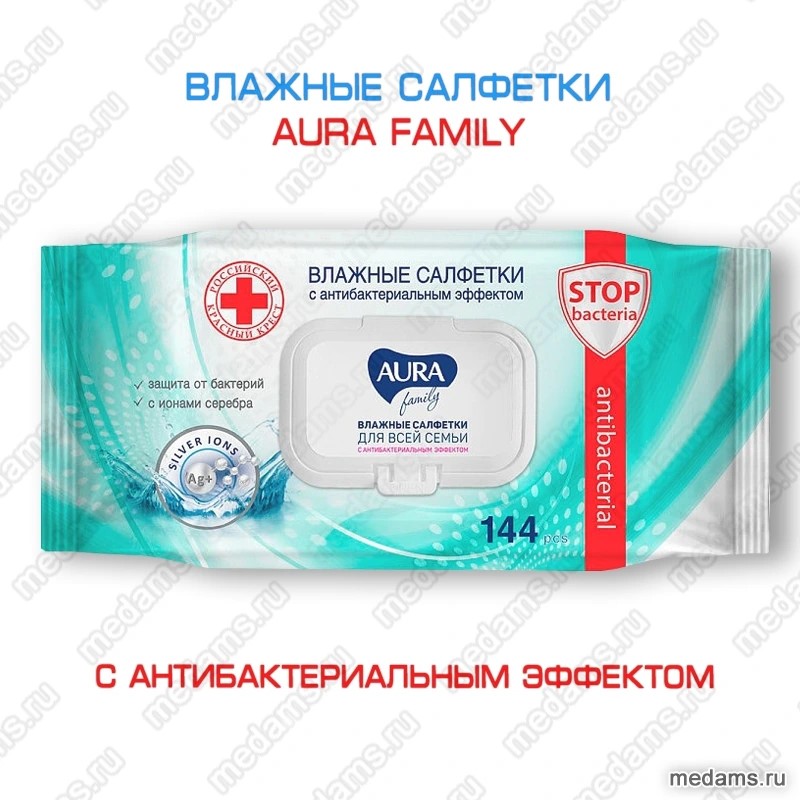 ВЛАЖНЫЕ САЛФЕТКИ
AURA FAMILY
РОССИЙСКИЙ
КРАСНЫЙ КРЕСТ
ВЛАЖНЫЕ САЛФЕТКИ
с антибактериальным эффектом
STOP
bacteria
antibacterial
защита от бактерий
с ионами серебра
SILVER IONS
Ag+
AURA
family
ВЛАЖНЫЕ САЛФЕТКИ
ДЛЯ ВСЕЙ СЕМЬИ
С АНТИБАКТЕРИАЛЬНЫМ ЭФФЕКТОМ
144 pcs
С АНТИБАКТЕРИАЛЬНЫМ ЭФФЕКТОМ
medams.ru